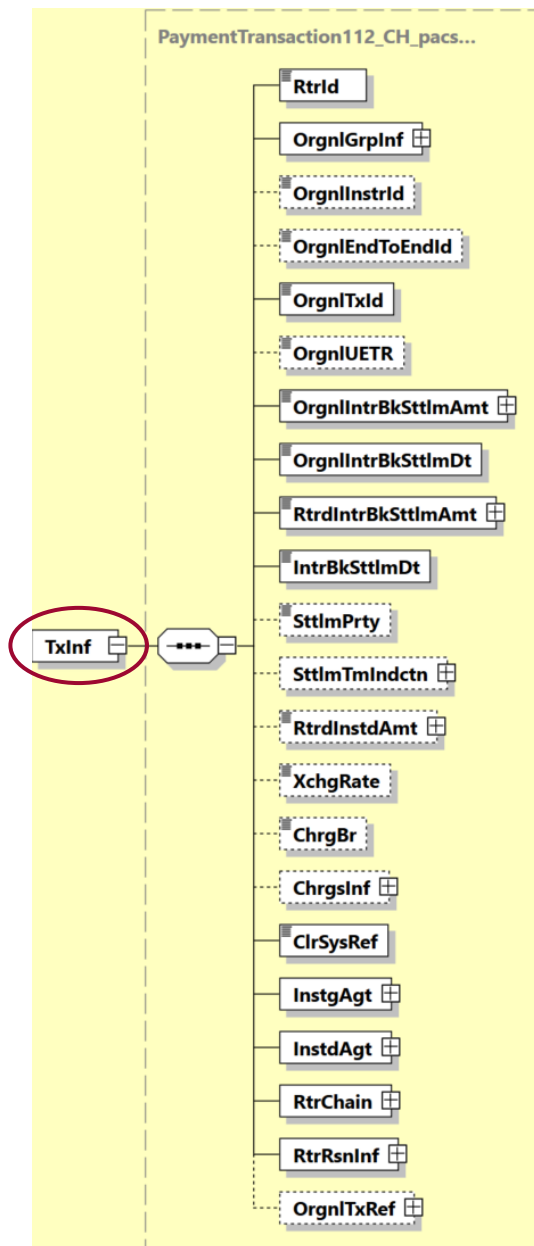 PaymentTransaction112_CH_pacs...
RtrId
OrgnlGrpInf
OrgnlInstrId
OrgnlEndToEndId
OrgnlTxId
OrgnlUETR
OrgnlIntrBkSttlmAmt
OrgnlIntrBkSttlmDt
RtrdIntrBkSttlmAmt
IntrBkSttlmDt
SttlmPrty
TxInf
SttlmTmIndctn
RtrdInstdAmt
XchgRate
ChrgBr
ChrgsInf
ClrSysRef
InstgAgt
InstdAgt
RtrChain
RtrRsnInf
OrgnlTxRef